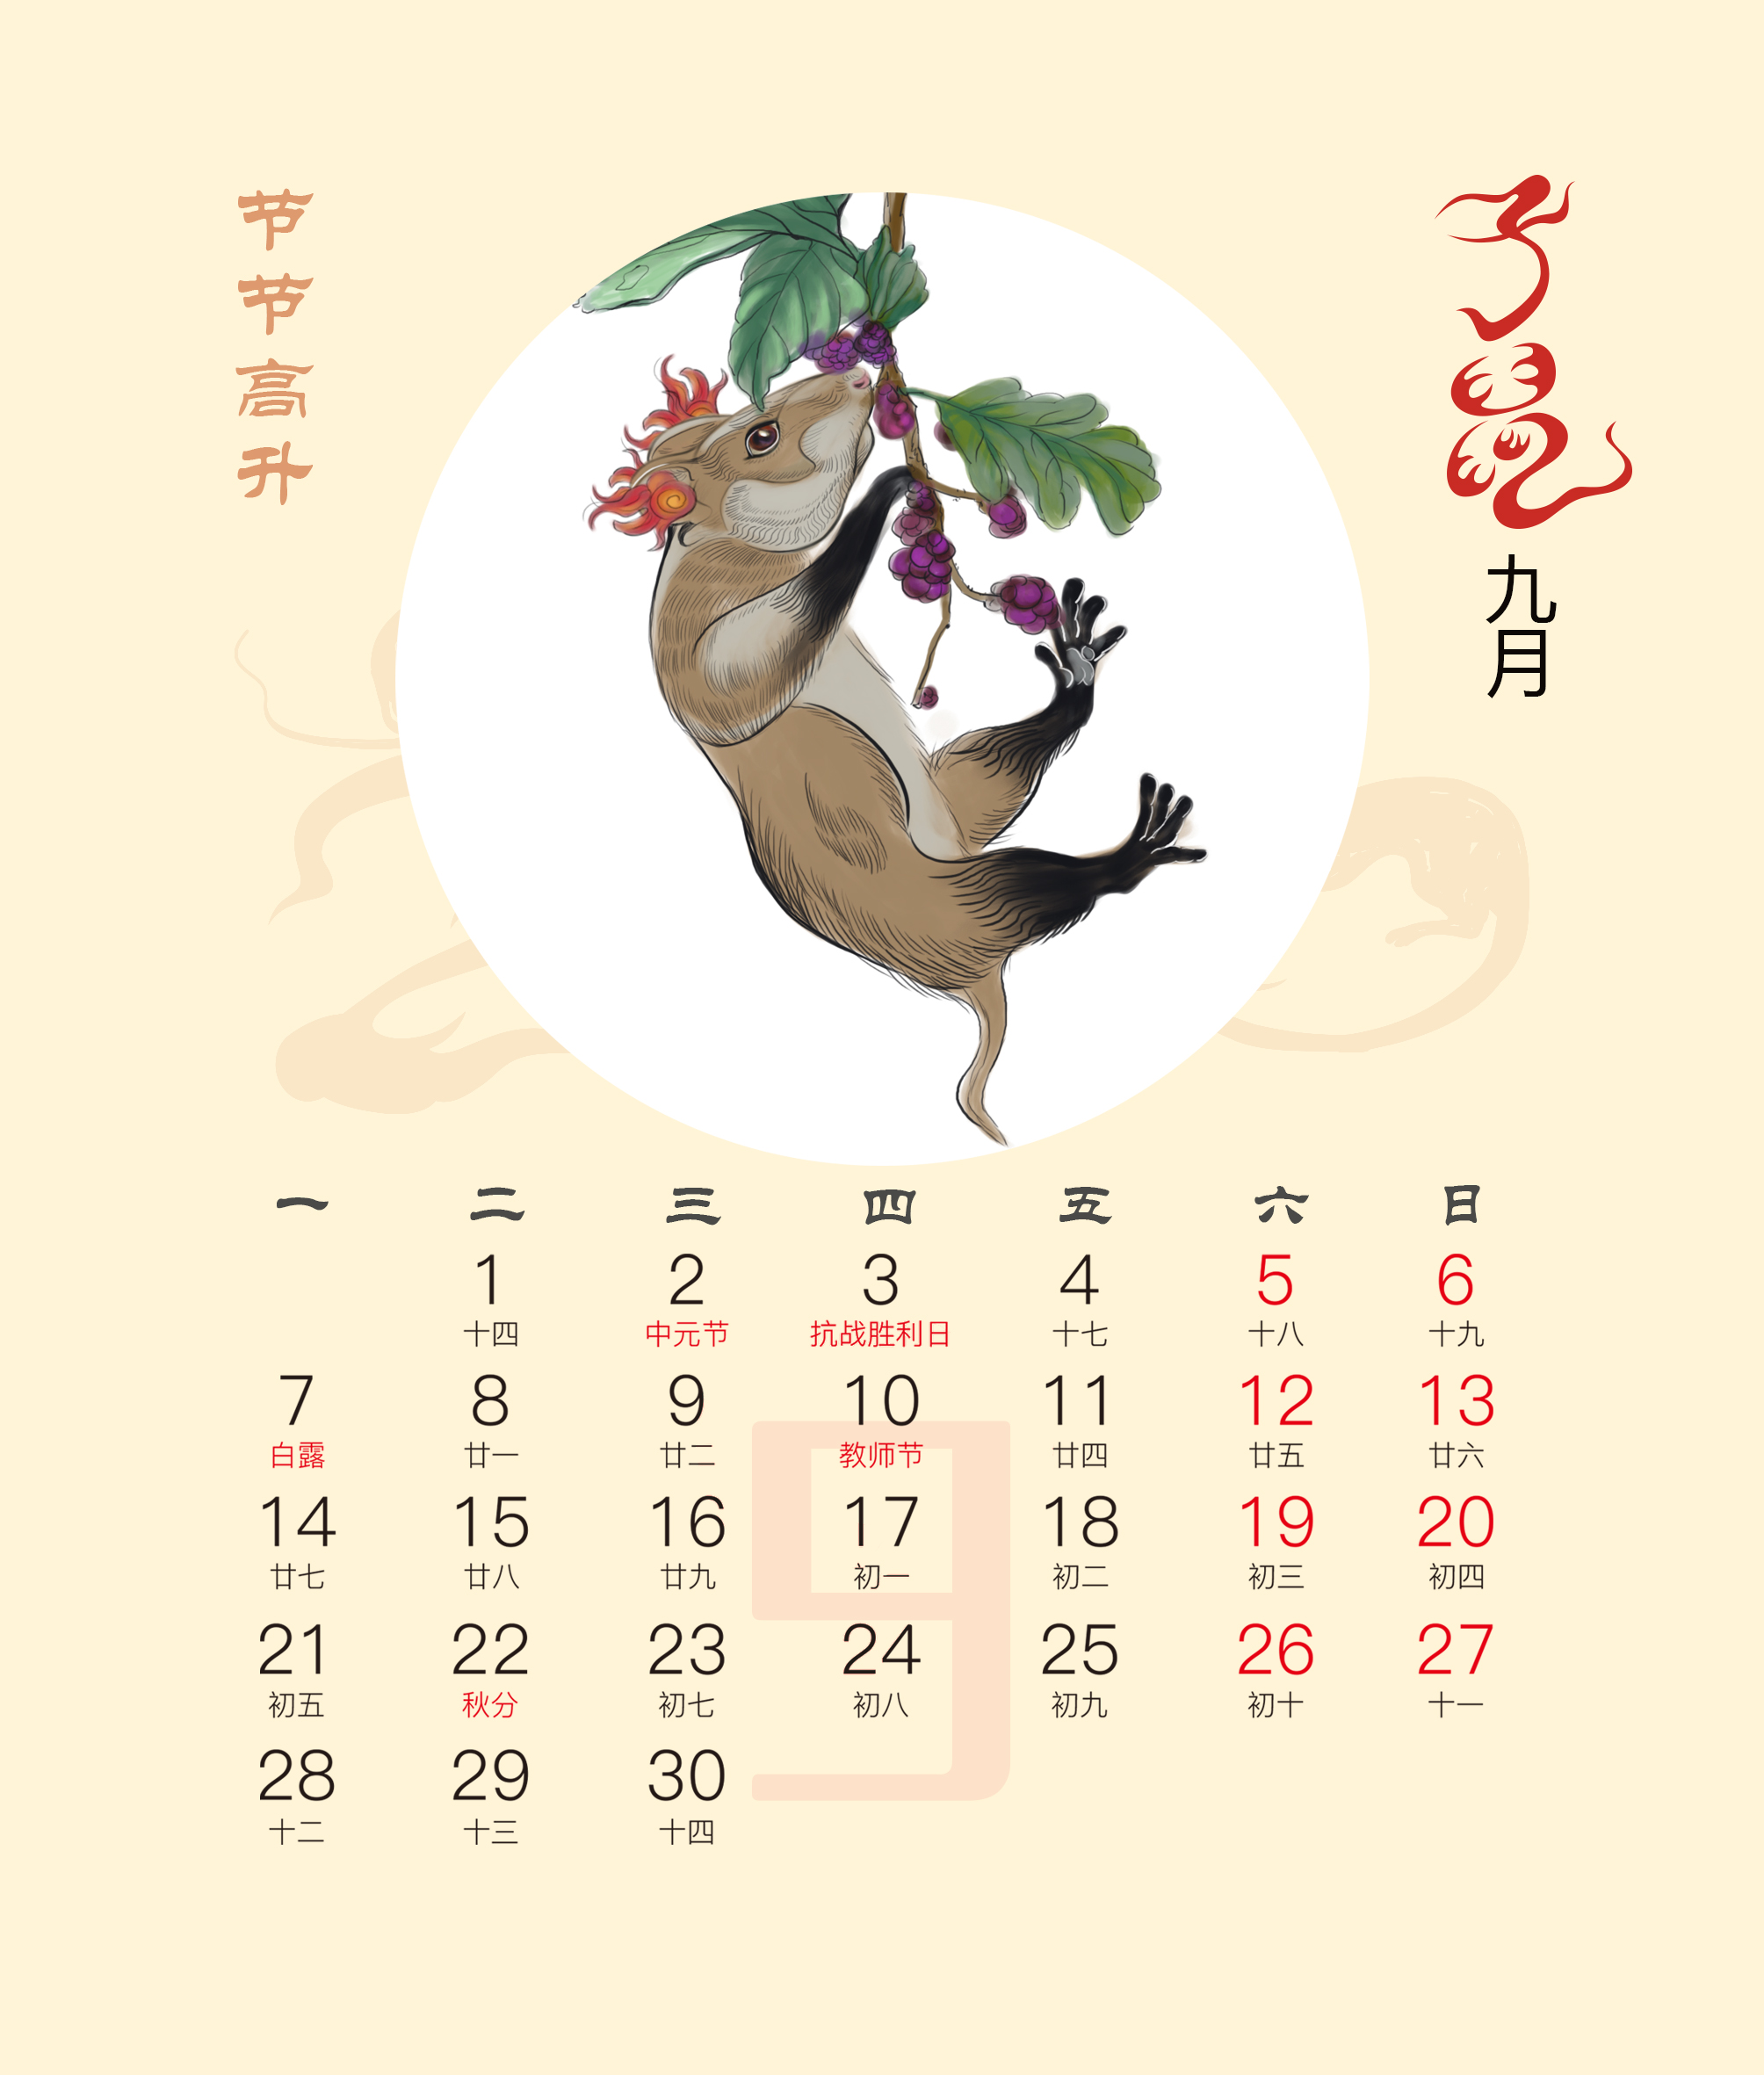 节节高升
子鼠
九月
一 二 三 四 五 六 日
1 2 3 4 5 6
十四 中元节 抗战胜利日 十七 十八 十九
7 8 9 10 11 12 13
白露 廿一 廿二 教师节 廿四 廿五 廿六
14 15 16 17 18 19 20
廿七 廿八 廿九 初一 初二 初三 初四
21 22 23 24 25 26 27
初五 秋分 初七 初八 初九 初十 十一
28 29 30
十二 十三 十四